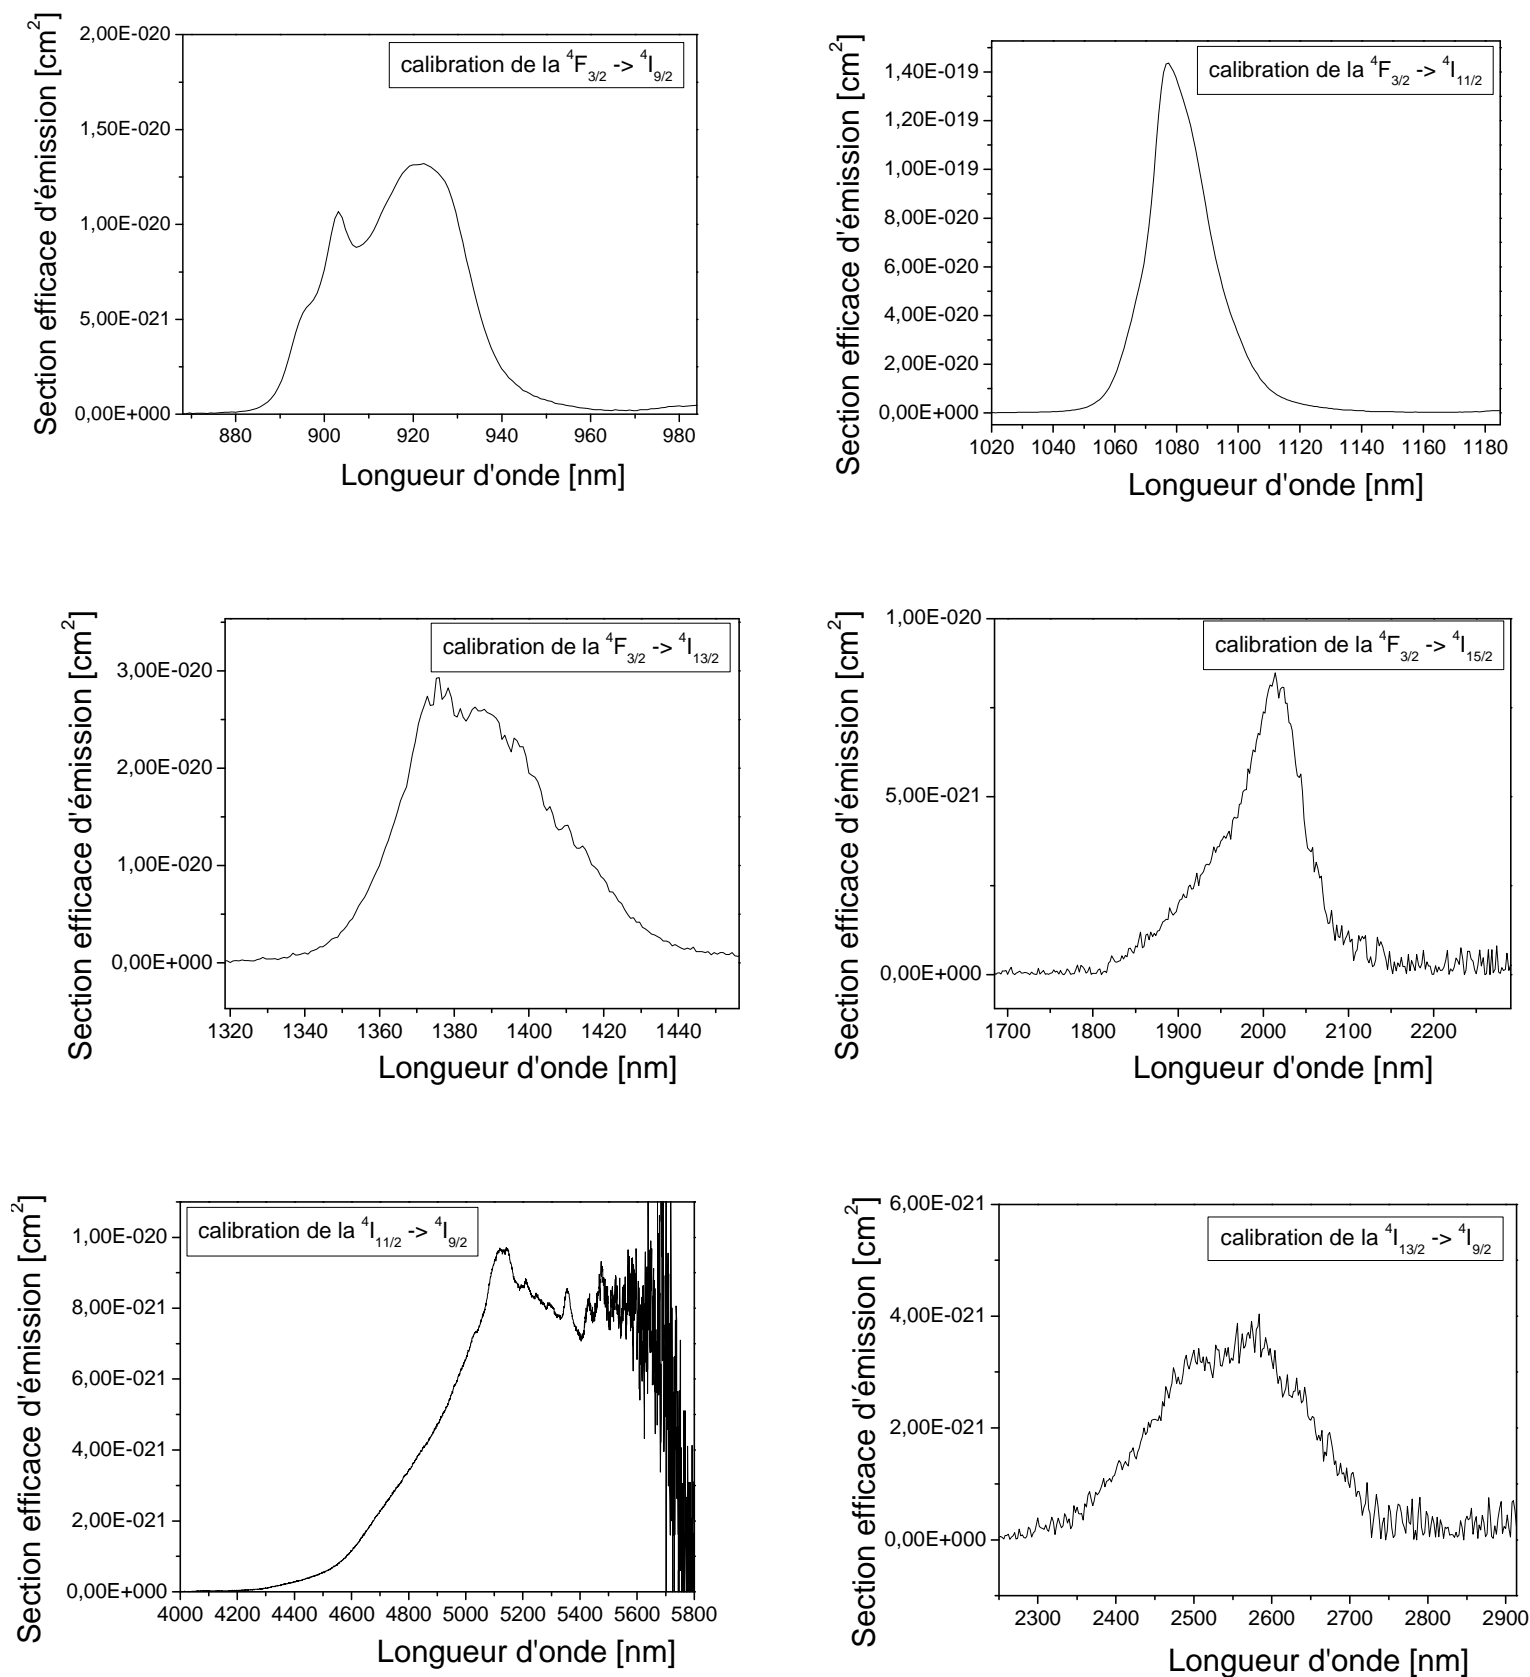 Section efficace d'émission [cm²]
2,00E-020
1,50E-020
1,00E-020
5,00E-021
0,00E+000
calibration de la ⁴F3/2 -> ⁴I9/2
880 900 920 940 960 980
Longueur d'onde [nm]
Section efficace d'émission [cm²]
1,40E-019
1,20E-019
1,00E-019
8,00E-020
6,00E-020
4,00E-020
2,00E-020
0,00E+000
calibration de la ⁴F3/2 -> ⁴I11/2
1020 1040 1060 1080 1100 1120 1140 1160 1180
Longueur d'onde [nm]
Section efficace d'émission [cm²]
3,00E-020
2,00E-020
1,00E-020
0,00E+000
calibration de la ⁴F3/2 -> ⁴I13/2
1320 1340 1360 1380 1400 1420 1440
Longueur d'onde [nm]
Section efficace d'émission [cm²]
1,00E-020
5,00E-021
0,00E+000
calibration de la ⁴F3/2 -> ⁴I15/2
1700 1800 1900 2000 2100 2200
Longueur d'onde [nm]
Section efficace d'émission [cm²]
1,00E-020
8,00E-021
6,00E-021
4,00E-021
2,00E-021
0,00E+000
calibration de la ⁴I11/2 -> ⁴I9/2
4000 4200 4400 4600 4800 5000 5200 5400 5600 5800
Longueur d'onde [nm]
Section efficace d'émission [cm²]
6,00E-021
4,00E-021
2,00E-021
0,00E+000
calibration de la ⁴I13/2 -> ⁴I9/2
2300 2400 2500 2600 2700 2800 2900
Longueur d'onde [nm]